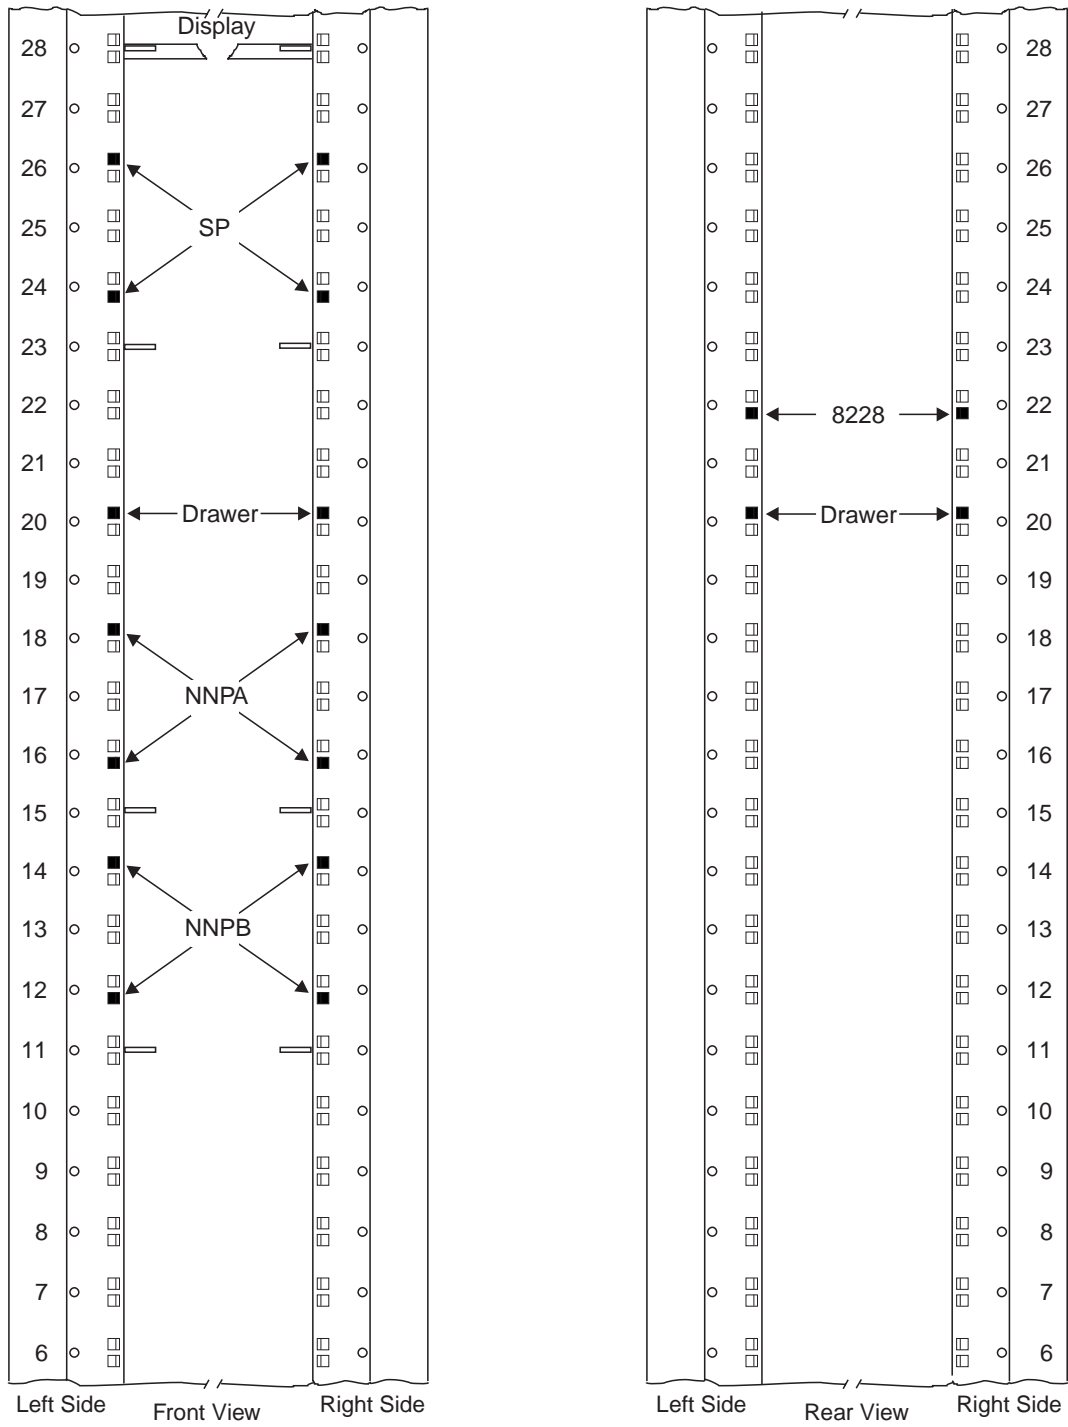 Display
28 28
27 27
26 26
SP
25 25
24 24
23 23
22 8228 22
21 21
Drawer Drawer
20 20
19 19
18 18
17 NNPA 17
16 16
15 15
14 14
13 NNPB 13
12 12
11 11
10 10
9 9
8 8
7 7
6 6
Left Side Front View Right Side Left Side Rear View Right Side